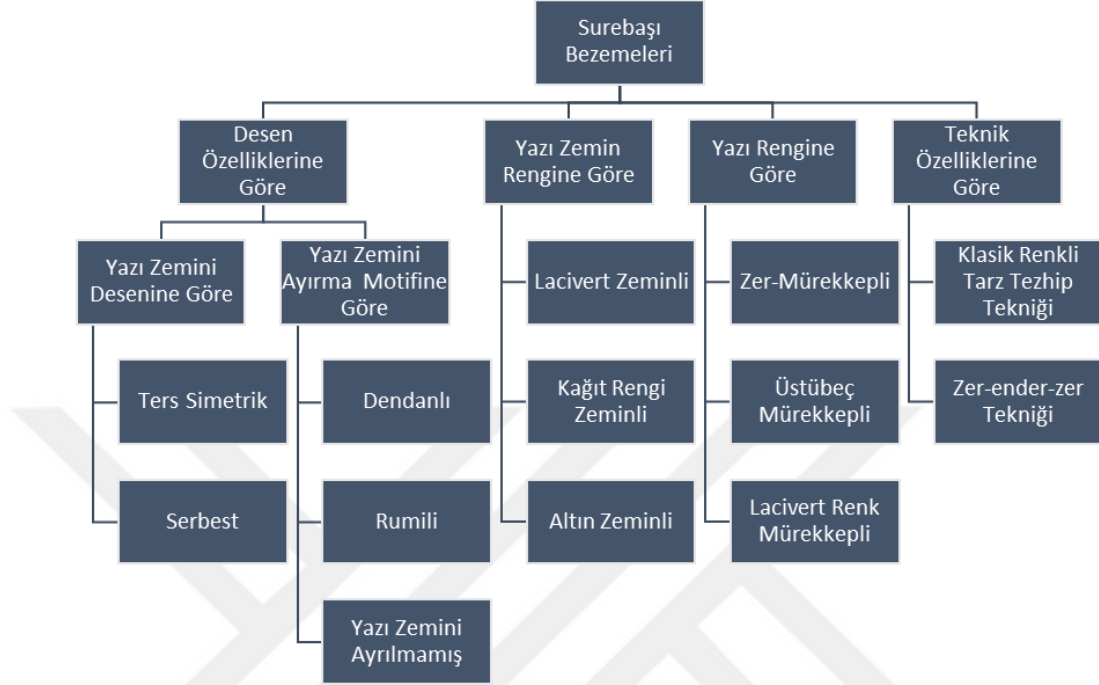 Surebaşı
Bezemeleri
Desen
Özelliklerine
Göre
Yazı Zemini
Desenine Göre
Ters Simetrik
Serbest
Yazı Zemini
Ayırma Motifine
Göre
Dendanlı
Rumili
Yazı Zemini
Ayrılmamış
Yazı Zemin
Rengine Göre
Lacivert Zeminli
Kağıt Rengi
Zeminli
Altın Zeminli
Yazı Rengine
Göre
Zer-Mürekkepli
Üstübeç
Mürekkepli
Lacivert Renk
Mürekkepli
Teknik
Özelliklerine
Göre
Klasik Renkli
Tarz Tezhip
Tekniği
Zer-ender-zer
Tekniği